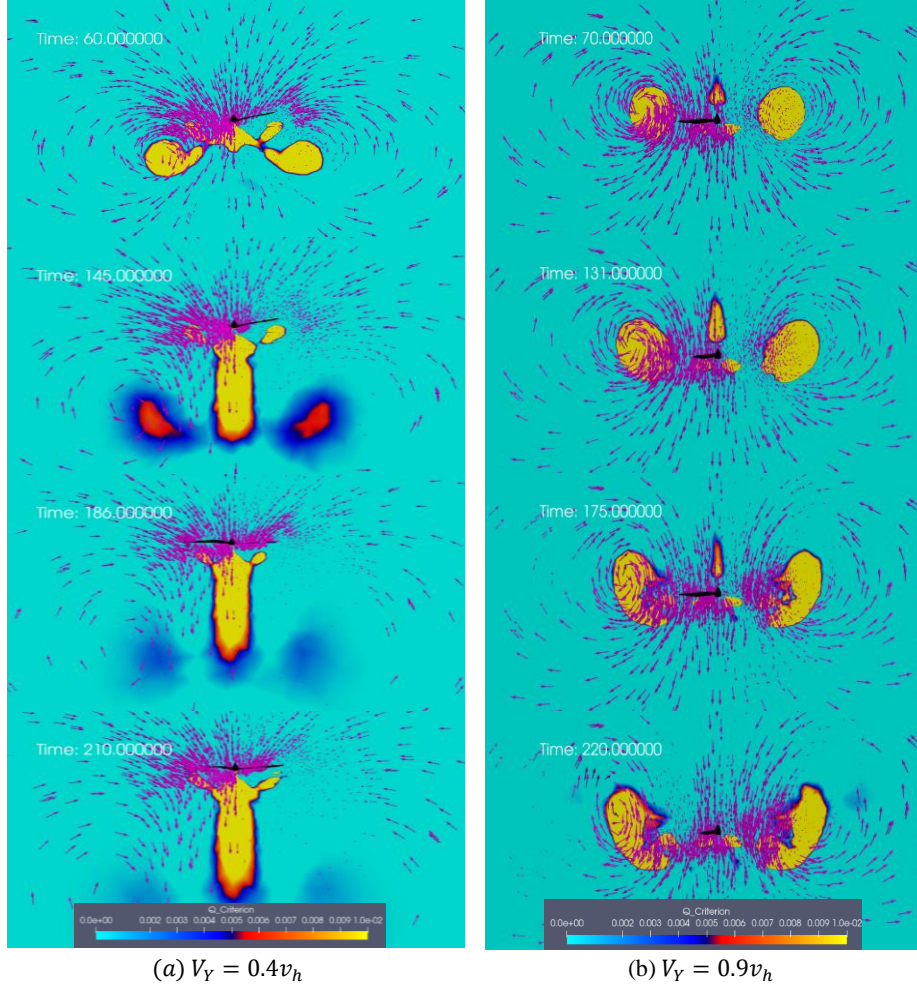 Time: 60.000000
Time: 145.000000
Time: 186.000000
Time: 210.000000
Q_Criterion
0.0e+00 0.002 0.003 0.004 0.005 0.006 0.007 0.008 0.009 1.0e-02
(a) V_Y = 0.4v_h
Time: 70.000000
Time: 131.000000
Time: 175.000000
Time: 220.000000
Q_Criterion
0.0e+00 0.002 0.003 0.004 0.005 0.006 0.007 0.008 0.009 1.0e-02
(b) V_Y = 0.9v_h